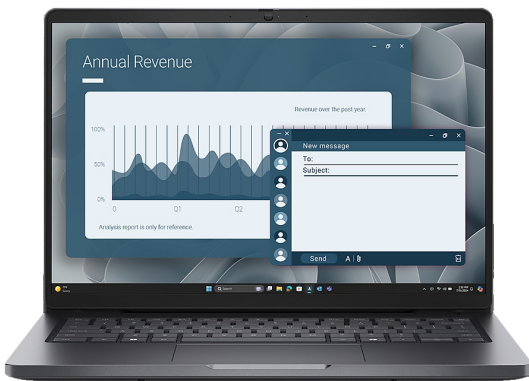 Annual Revenue
Revenue over the past year.
100%
50%
0%
0
Q1
Q2
Analysis report is only for reference.
New message
To:
Subject:
Send
A
Search